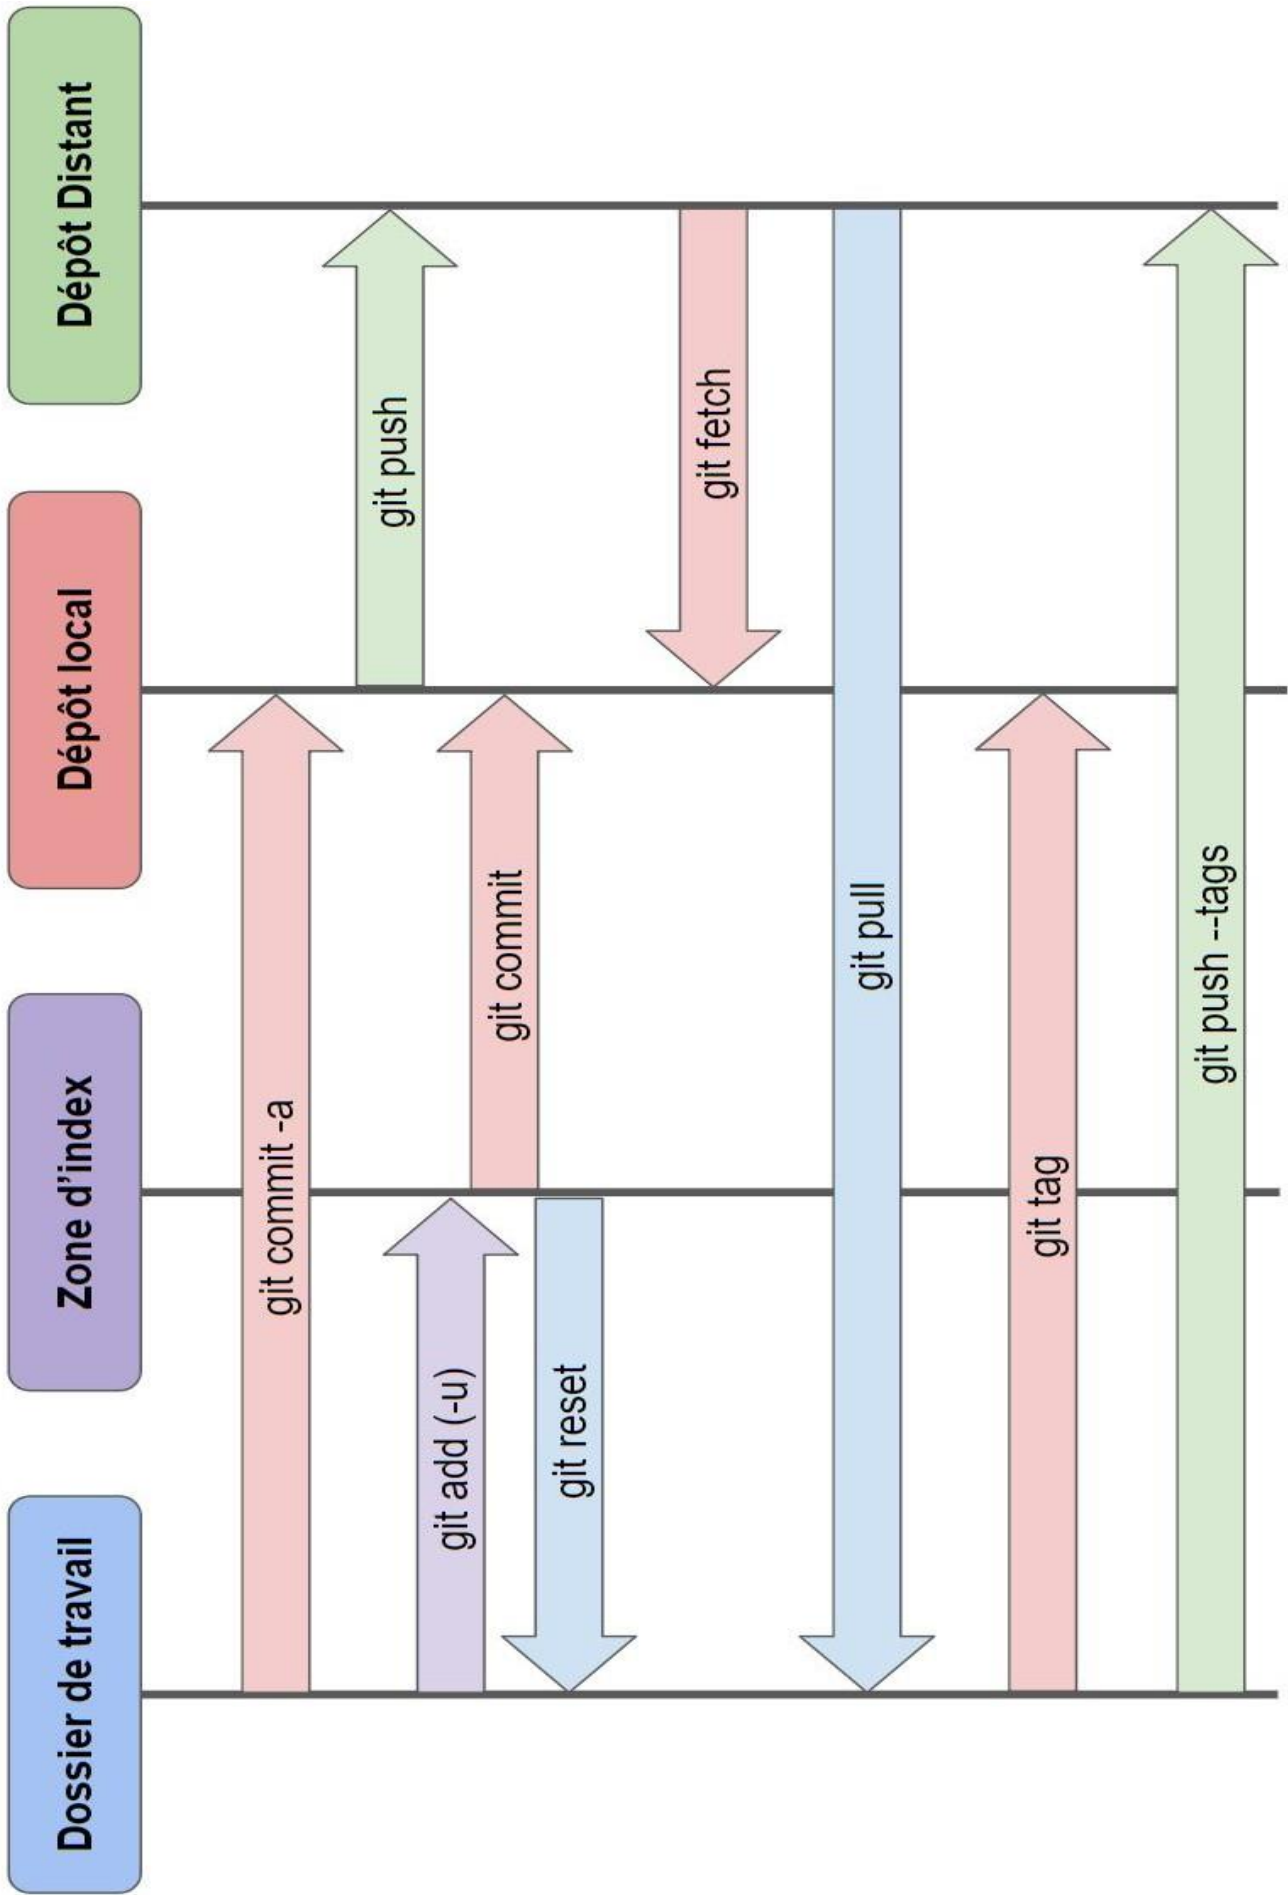 Dossier de travail
Zone d'index
Dépôt local
Dépôt Distant
git commit -a
git push
git add (-u)
git commit
git reset
git fetch
git pull
git tag
git push --tags